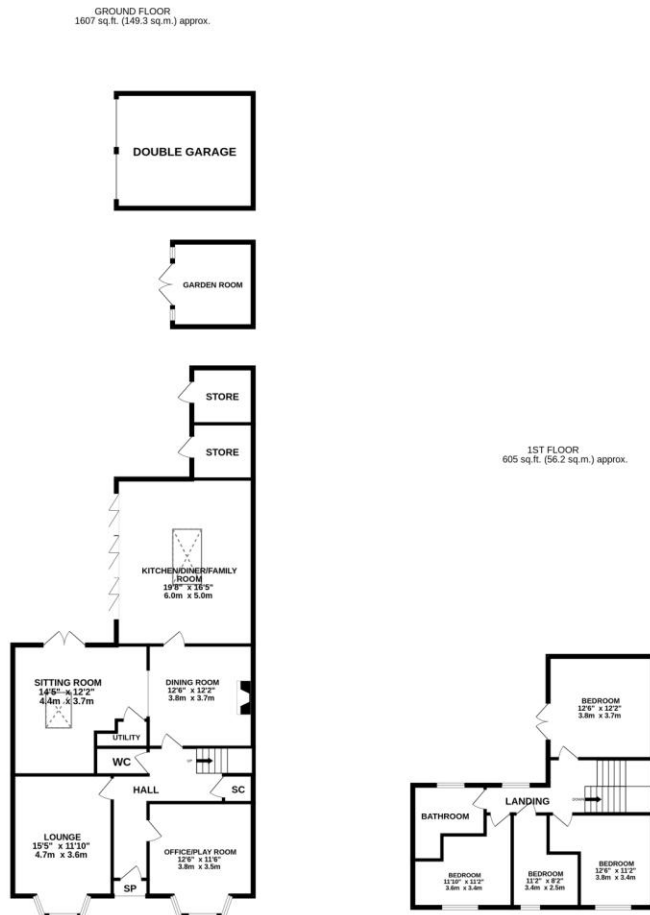 GROUND FLOOR
1607 sq.ft. (149.3 sq.m.) approx.
DOUBLE GARAGE
GARDEN ROOM
STORE
STORE
KITCHEN/DINER/FAMILY
ROOM
19'8" x 16'5"
6.0m x 5.0m
SITTING ROOM
14'5" x 12'2"
4.4m x 3.7m
DINING ROOM
12'6" x 12'2"
3.8m x 3.7m
UTILITY
WC
UP
HALL
SC
LOUNGE
15'5" x 11'10"
4.7m x 3.6m
OFFICE/PLAY ROOM
12'6" x 11'6"
3.8m x 3.5m
SP
1ST FLOOR
605 sq.ft. (56.2 sq.m.) approx.
BEDROOM
12'6" x 12'2"
3.8m x 3.7m
LANDING
DOWN
BATHROOM
BEDROOM
11'10" x 11'2"
3.6m x 3.4m
BEDROOM
11'2" x 8'2"
3.4m x 2.5m
BEDROOM
12'6" x 11'2"
3.8m x 3.4m